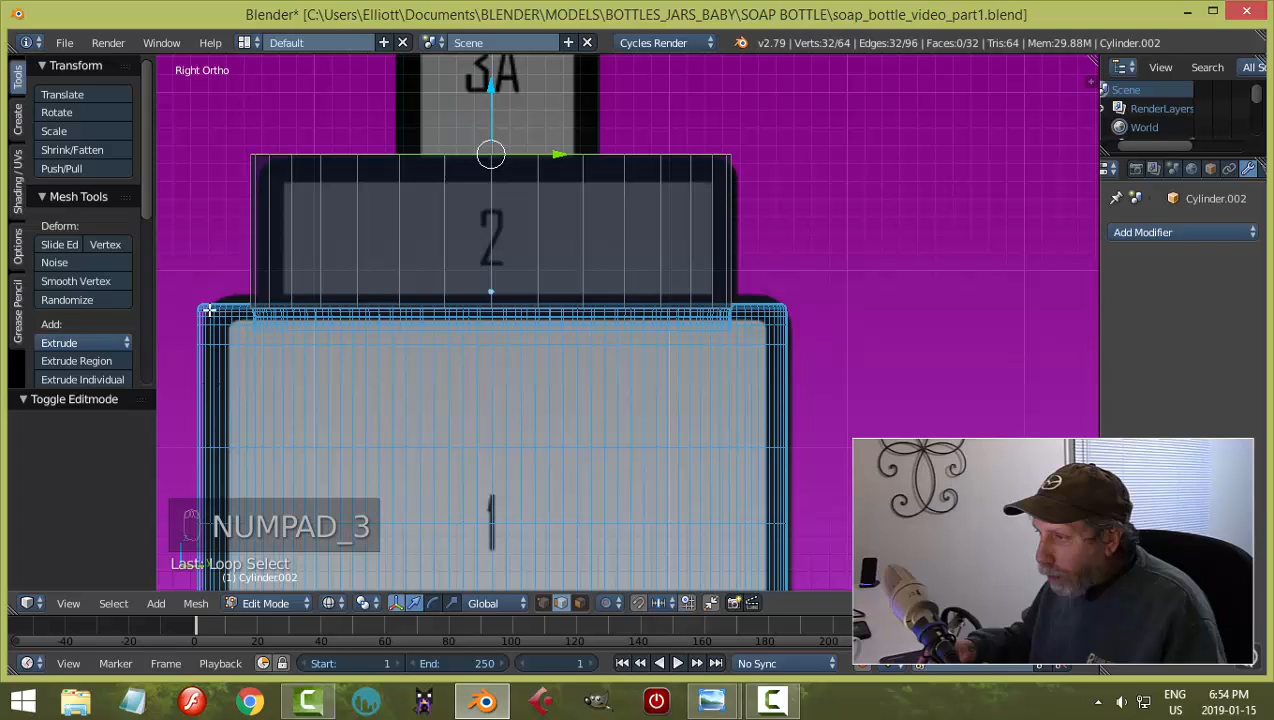 Blender* [C:\Users\Elliott\Documents\BLENDER\MODELS\BOTTLES_JARS_BABY\SOAP BOTTLE\soap_bottle_video_part1.blend]
File Render Window Help Default Scene Cycles Render v2.79 | Verts:32/64 | Edges:32/96 | Faces:0/32 | Tris:64 | Mem:29.88M | Cylinder.002
Transform
Translate
Rotate
Scale
Shrink/Fatten
Push/Pull
Mesh Tools
Deform:
Slide Ed Vertex
Noise
Smooth Vertex
Randomize
Add:
Extrude
Extrude Region
Extrude Individual
Toggle Editmode
Tools
Create
Shading / UVs
Options
Grease Pencil
Right Ortho
3A
2
1
NUMPAD_3
Last: Loop Select
(1) Cylinder.002
View Search All Sc
Scene
RenderLayers
World
Cylinder.002
Add Modifier
View Select Add Mesh Edit Mode Global
-40 -20 0 20 40 60 80 100 120 140 160 180 200
View Marker Frame Playback Start: 1 End: 250 1 No Sync
ENG
US
6:54 PM
2019-01-15